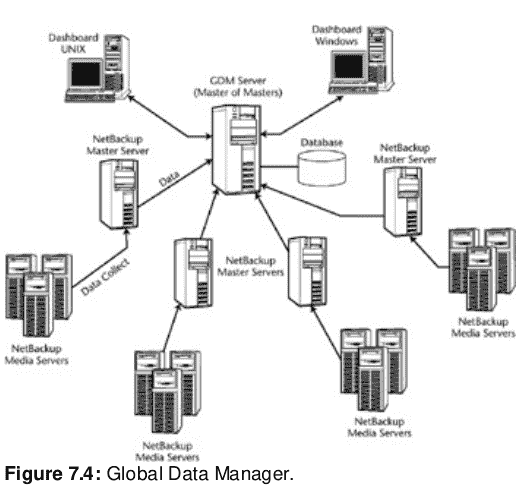 Dashboard
UNIX
Dashboard
Windows
GDM Server
(Master of Masters)
NetBackup
Master Server
Data
Database
NetBackup
Master Server
Data Collect
NetBackup
Master Servers
NetBackup
Media Servers
NetBackup
Media Servers
NetBackup
Media Servers
NetBackup
Media Servers
Figure 7.4: Global Data Manager.